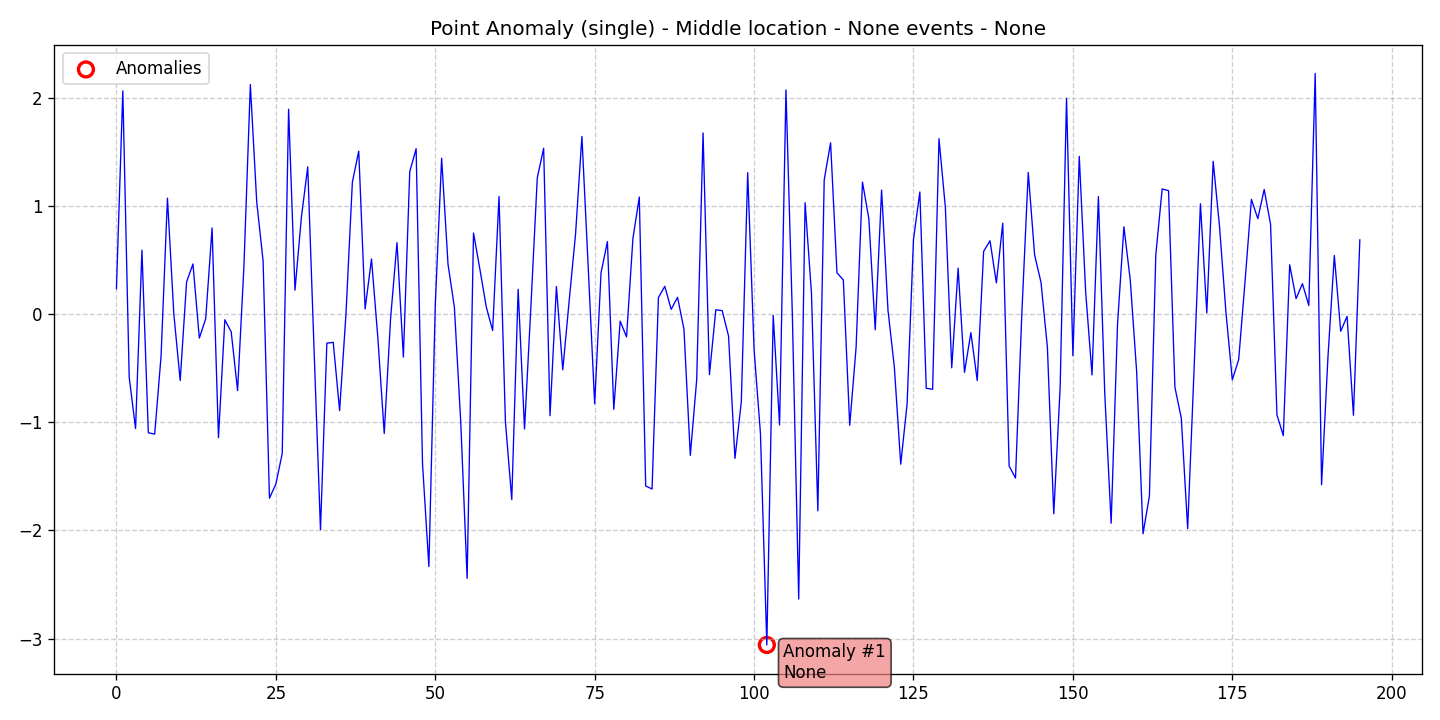 Point Anomaly (single) - Middle location - None events - None
Anomalies
2
1
0
−1
−2
−3
Anomaly #1
None
0 25 50 75 100 125 150 175 200